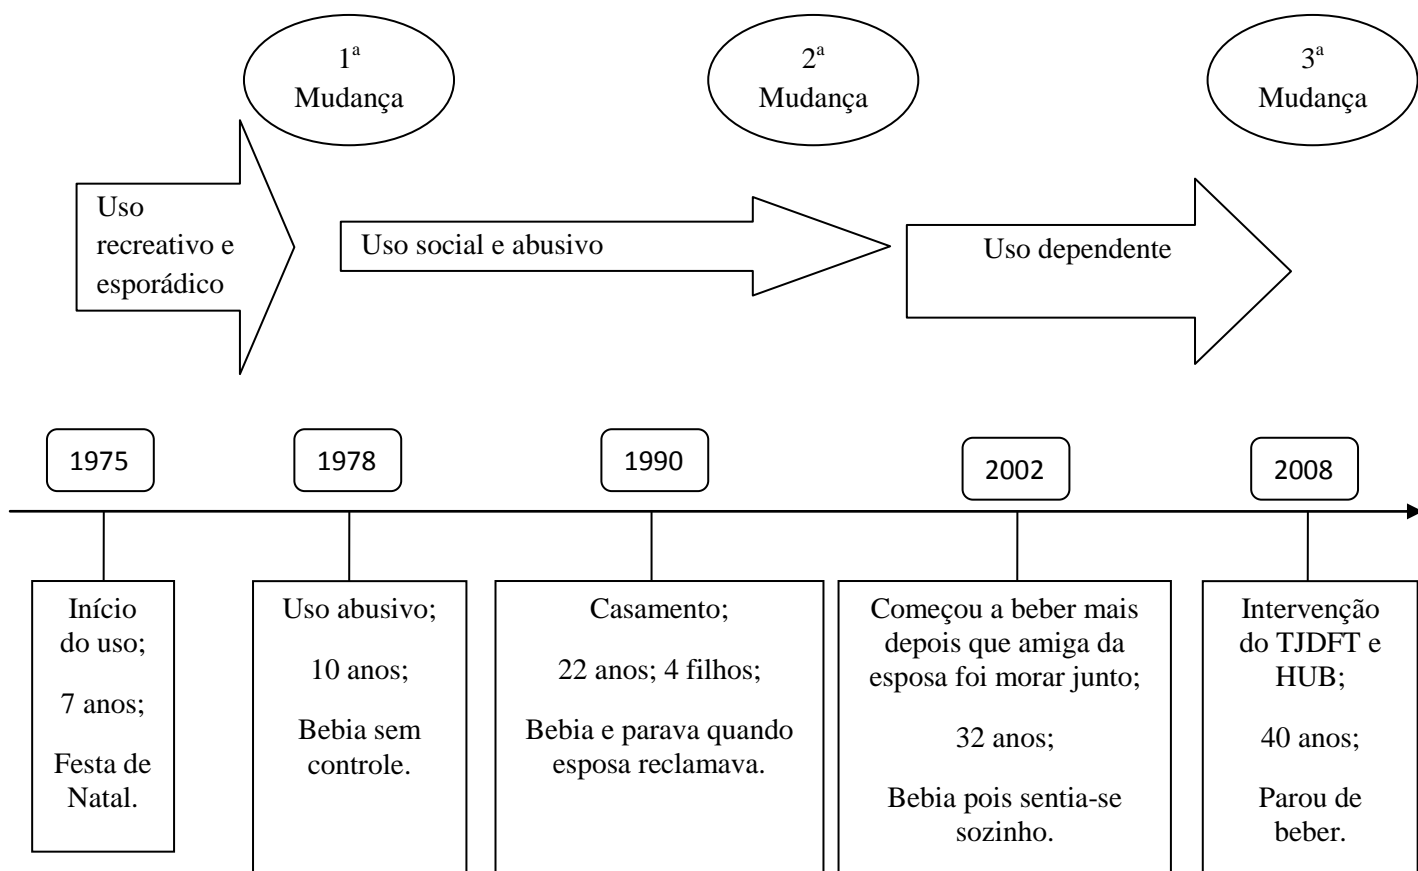 1ª
Mudança
2ª
Mudança
3ª
Mudança
Uso
recreativo e
esporádico
Uso social e abusivo
Uso dependente
1975
1978
1990
2002
2008
Início
do uso;
7 anos;
Festa de
Natal.
Uso abusivo;
10 anos;
Bebia sem
controle.
Casamento;
22 anos; 4 filhos;
Bebia e parava quando
esposa reclamava.
Começou a beber mais
depois que amiga da
esposa foi morar junto;
32 anos;
Bebia pois sentia-se
sozinho.
Intervenção
do TJDFT e
HUB;
40 anos;
Parou de
beber.